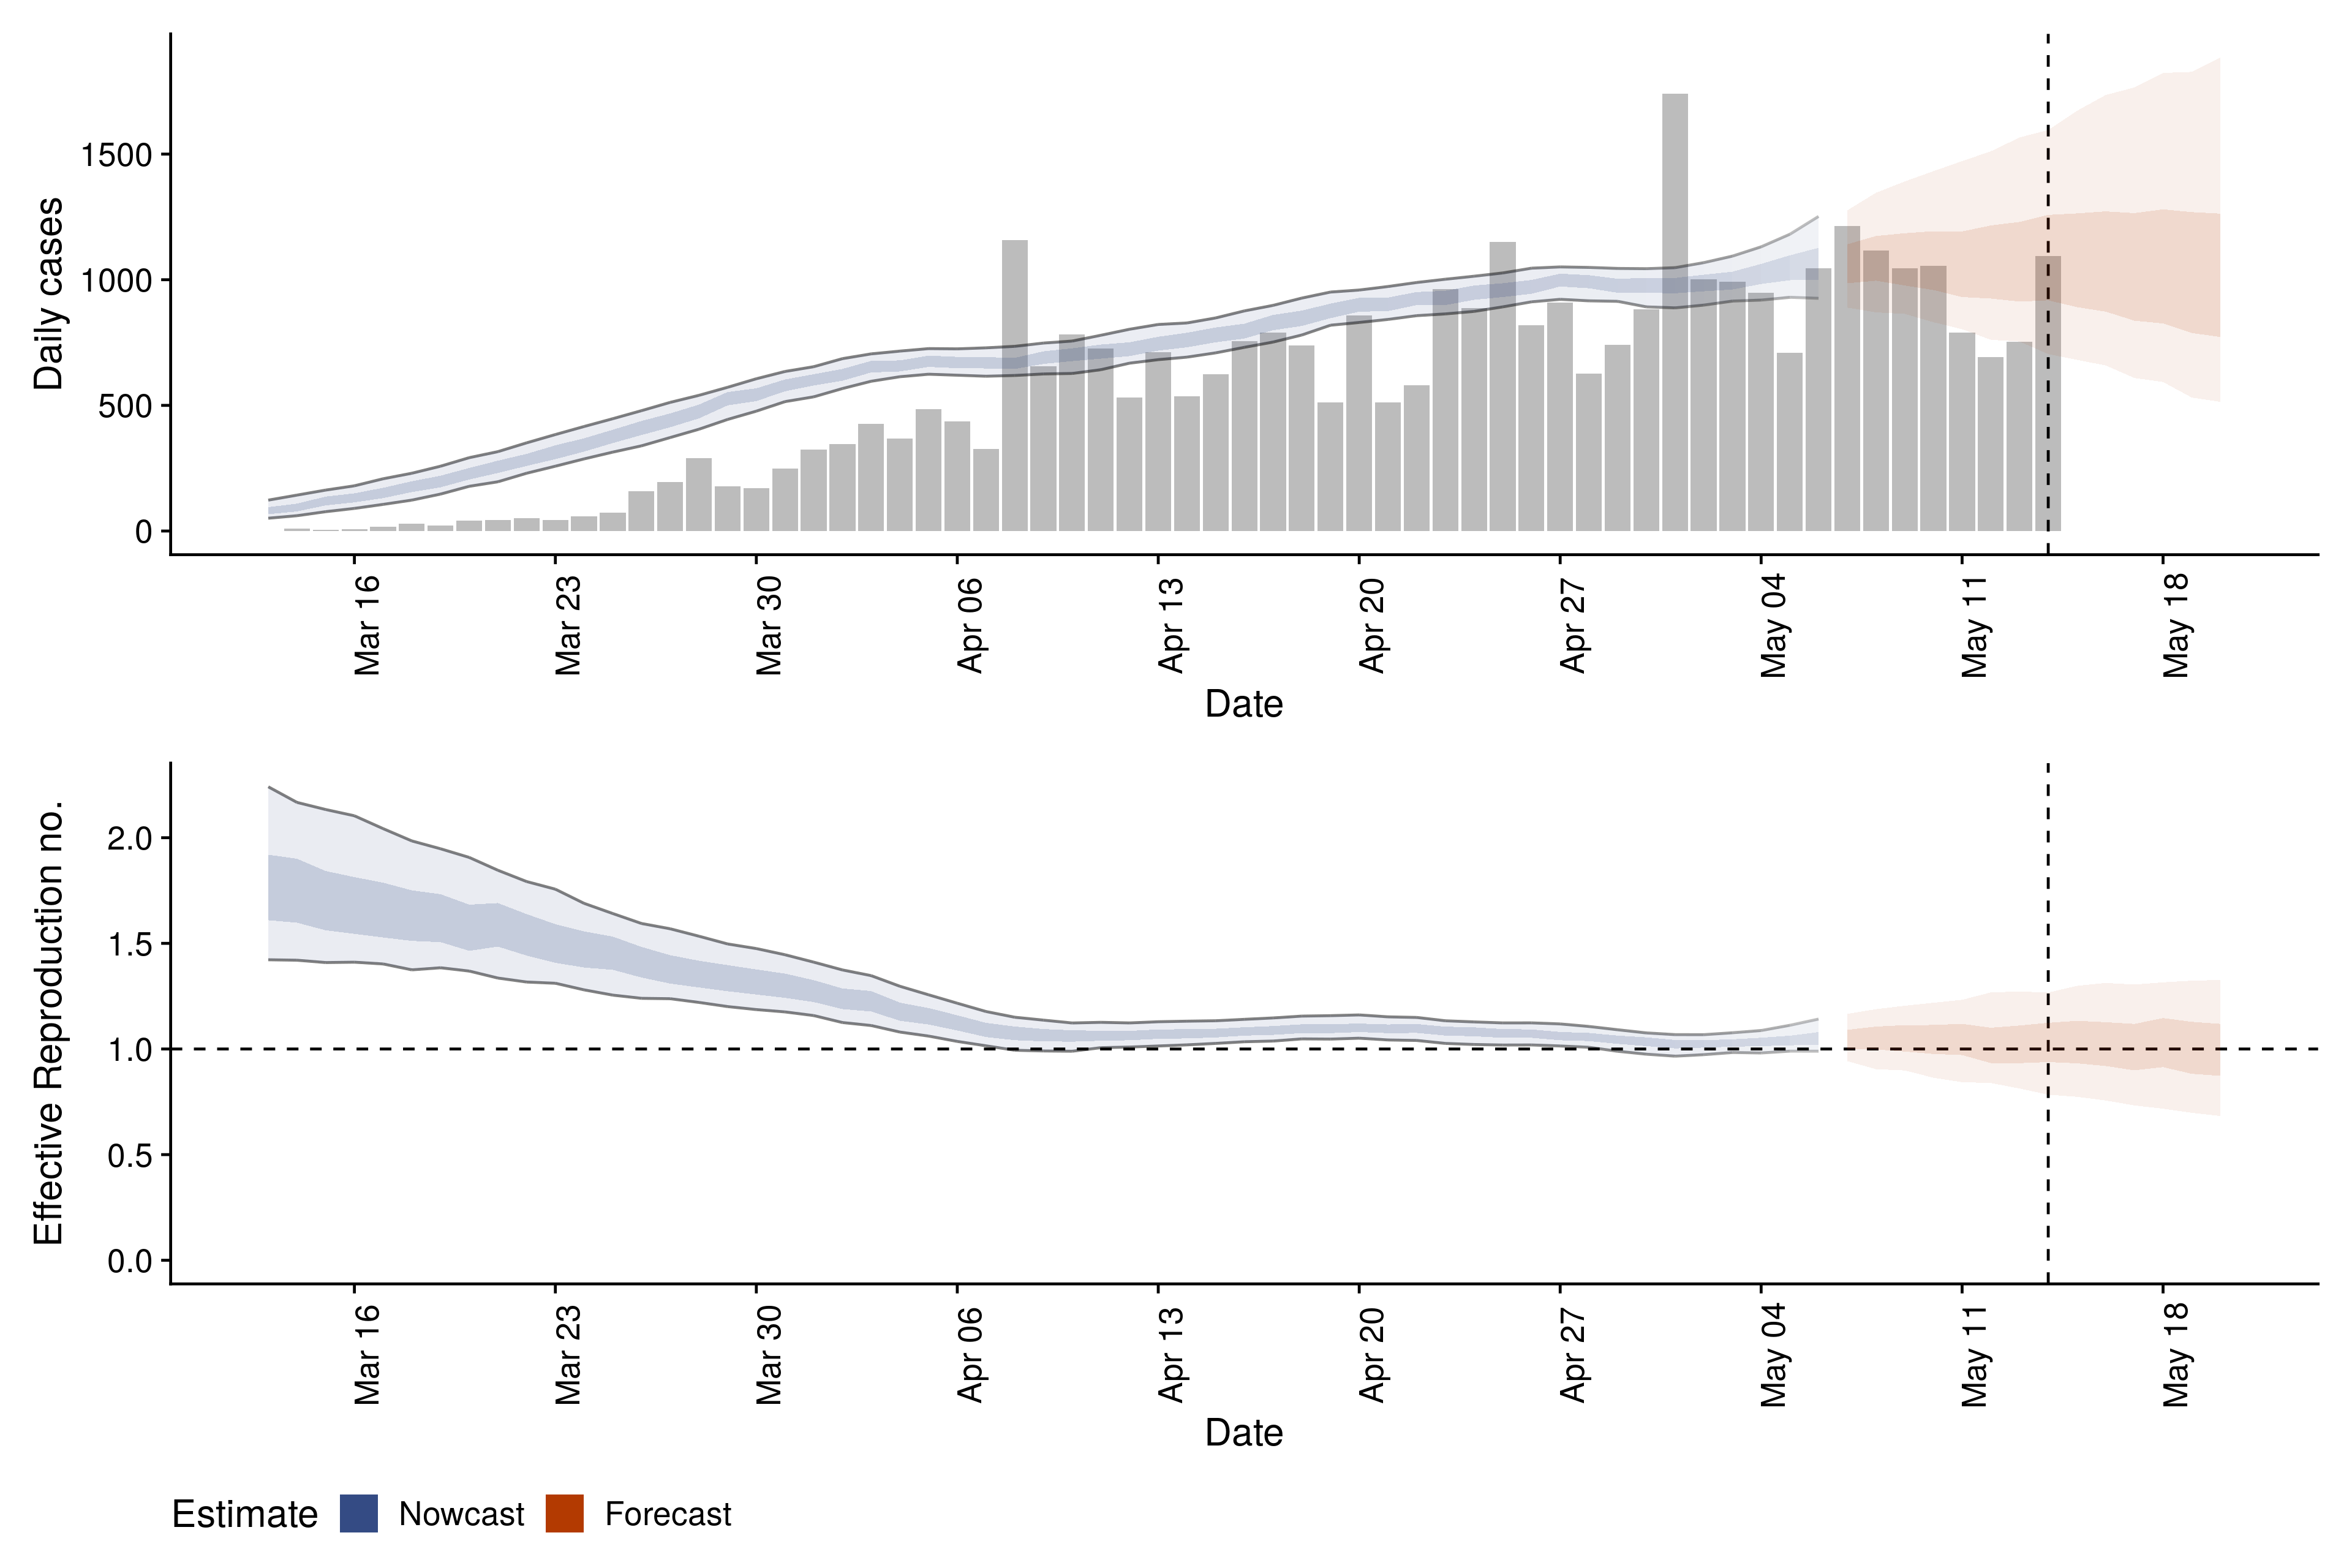 Daily cases
1500
1000
500
0
Mar 16
Mar 23
Mar 30
Apr 06
Apr 13
Apr 20
Apr 27
May 04
May 11
May 18
Date
Effective Reproduction no.
2.0
1.5
1.0
0.5
0.0
Mar 16
Mar 23
Mar 30
Apr 06
Apr 13
Apr 20
Apr 27
May 04
May 11
May 18
Date
Estimate Nowcast Forecast